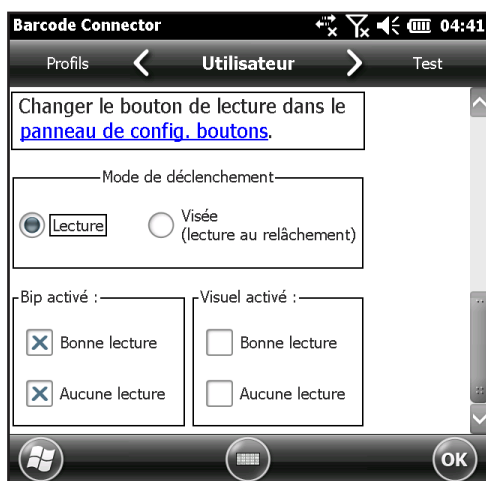 Barcode Connector 04:41
Profils Utilisateur Test
Changer le bouton de lecture dans le
panneau de config. boutons.
Mode de déclenchement
Lecture
Visée
(lecture au relâchement)
Bip activé :
Bonne lecture
Aucune lecture
Visuel activé :
Bonne lecture
Aucune lecture
OK